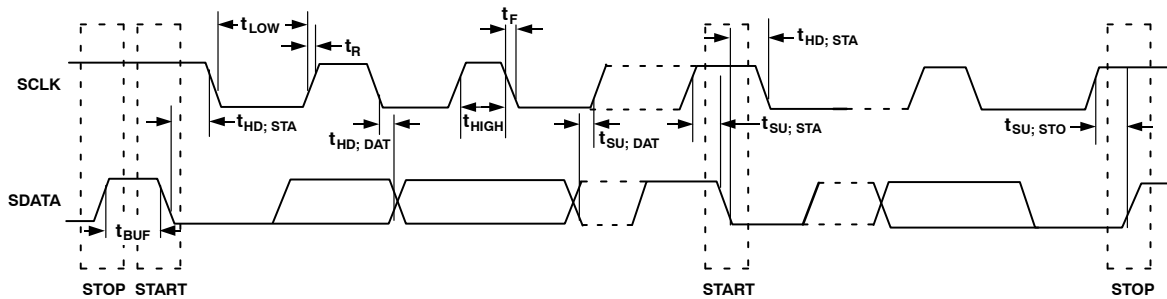 tLOW
tR
tF
tHD; STA
SCLK
tHD; STA
tHD; DAT
tHIGH
tSU; DAT
tSU; STA
tSU; STO
SDATA
tBUF
STOP
START
START
STOP